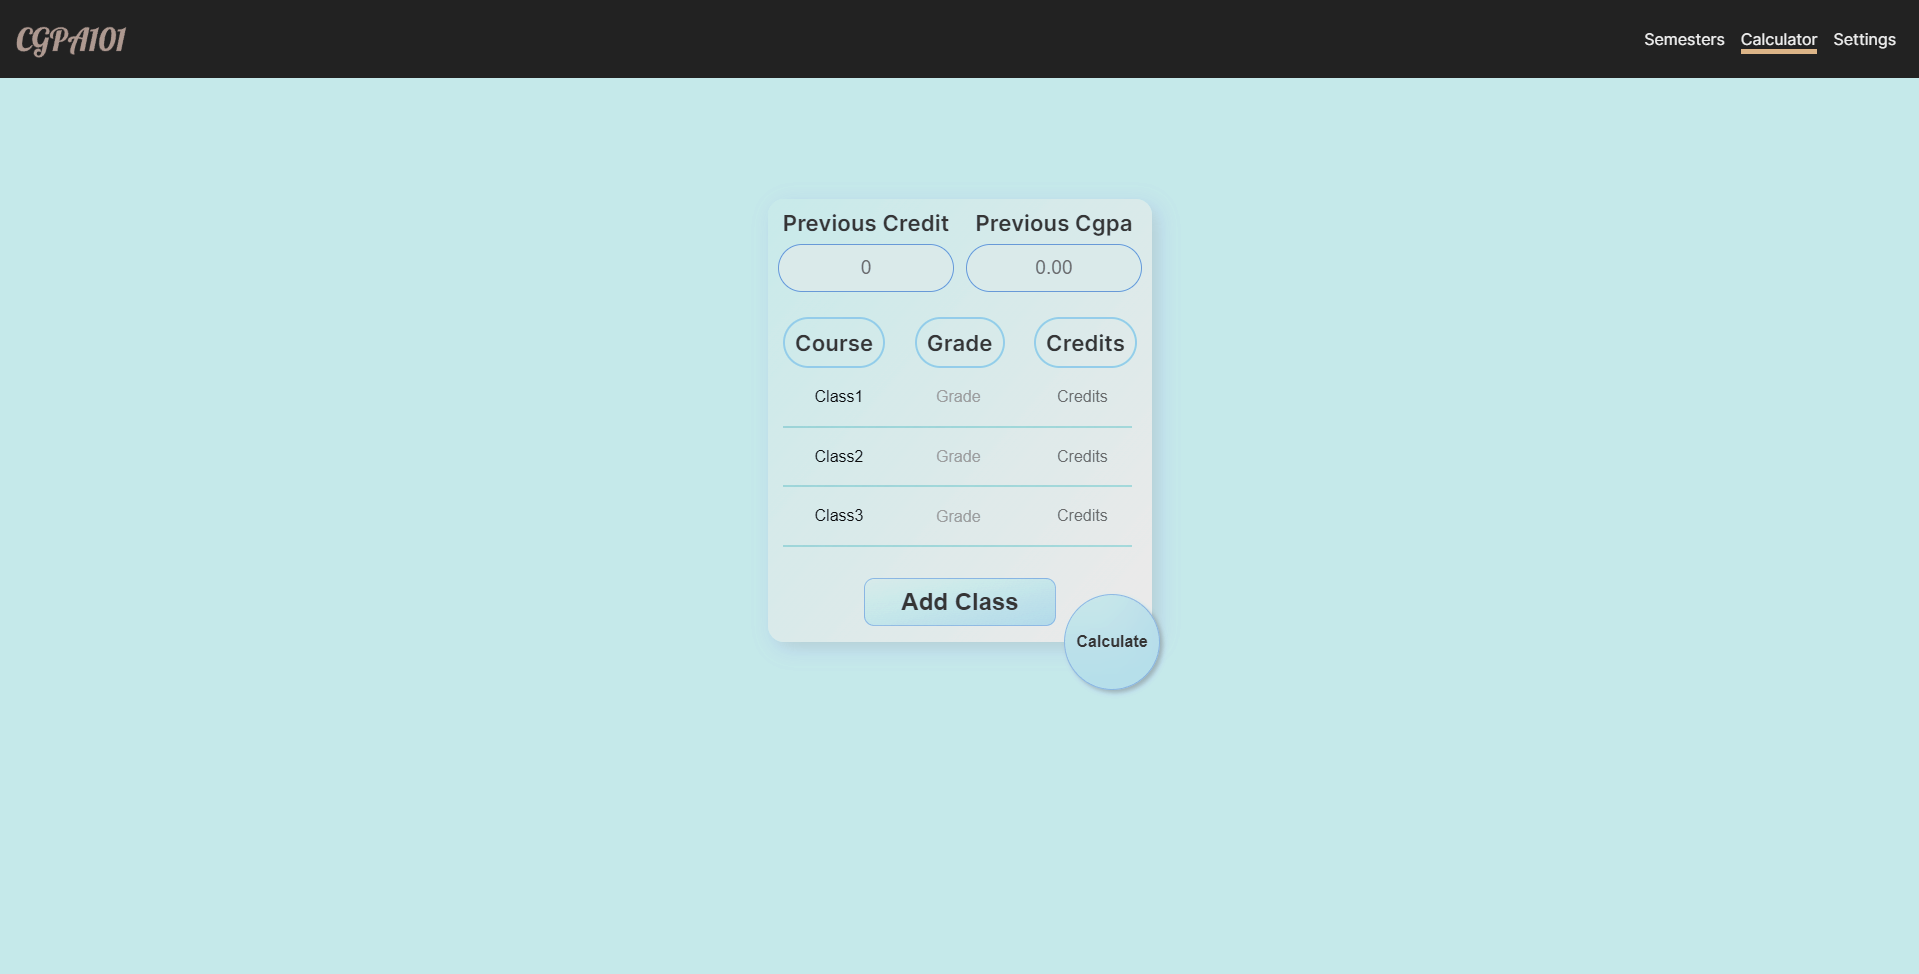 CGPA101
Semesters Calculator Settings
Previous Credit Previous Cgpa
0 0.00
Course Grade Credits
Class1 Grade Credits
Class2 Grade Credits
Class3 Grade Credits
Add Class
Calculate